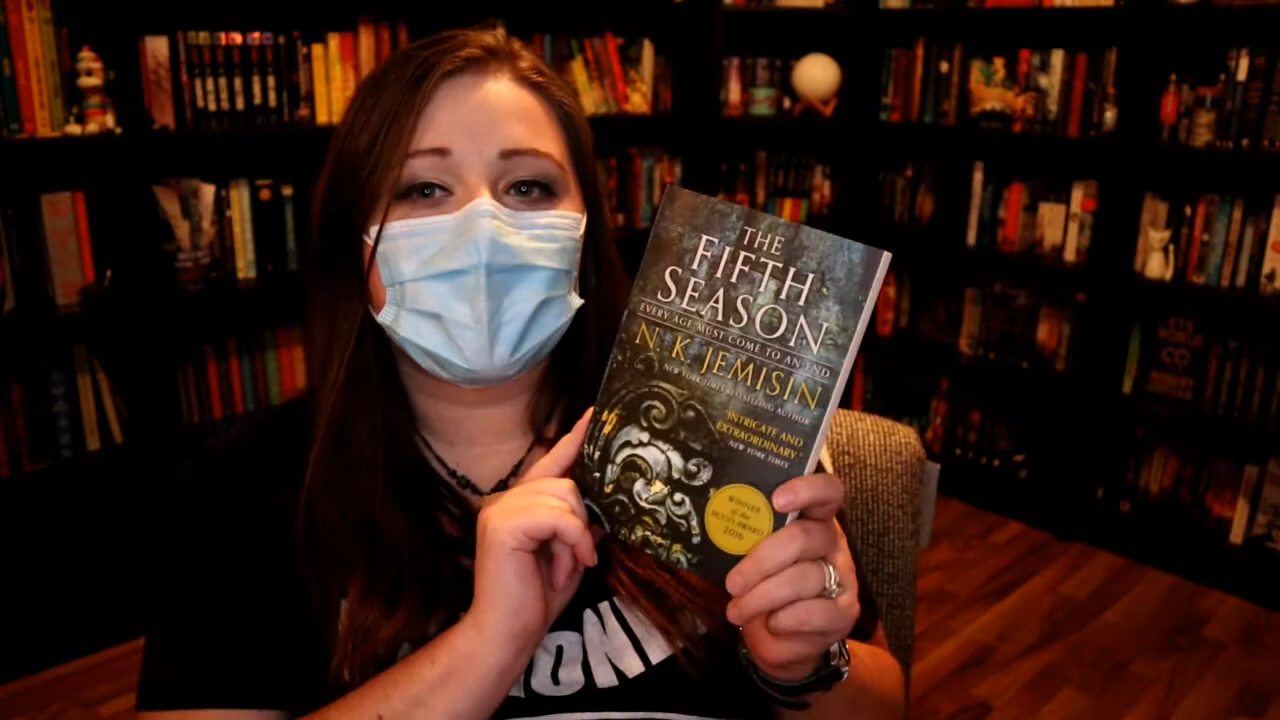 THE
FIFTH
SEASON
EVERY AGE MUST COME TO AN END
N. K. JEMISIN
NEW YORK TIMES BESTSELLING AUTHOR
"INTRICATE AND
EXTRAORDINARY"
NEW YORK TIMES
WINNER
of the
HUGO AWARD
2016